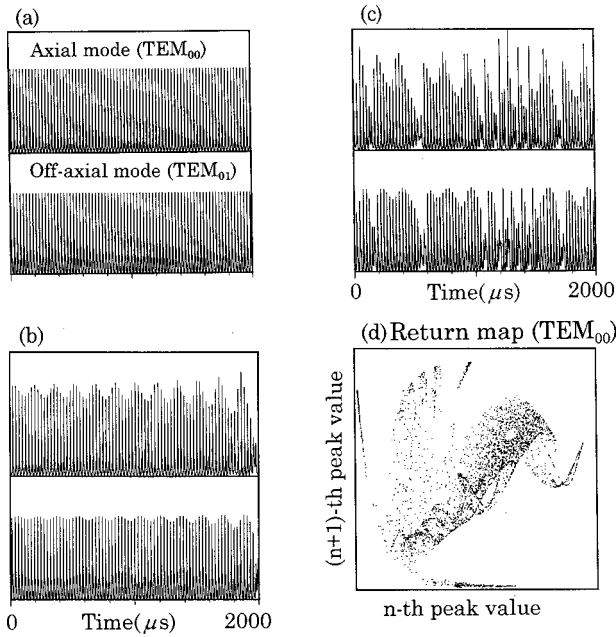 (a)
Axial mode (TEM₀₀)
Off-axial mode (TEM₀₁)
(b)
0 Time(μs) 2000
(c)
0 Time(μs) 2000
(d) Return map (TEM₀₀)
(n+1)-th peak value
n-th peak value